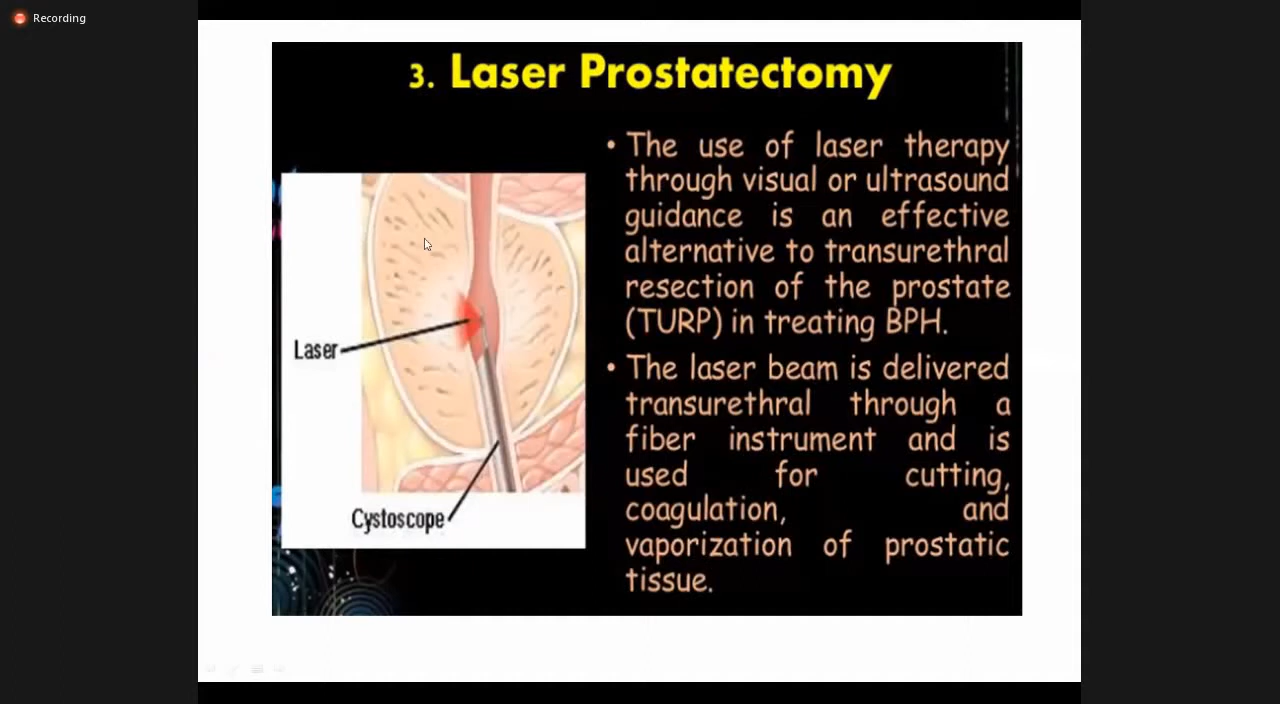 Recording
3. Laser Prostatectomy
• The use of laser therapy
through visual or ultrasound
guidance is an effective
alternative to transurethral
resection of the prostate
(TURP) in treating BPH.
• The laser beam is delivered
transurethral through a
fiber instrument and is
used for cutting,
coagulation, and
vaporization of prostatic
tissue.
Laser
Cystoscope